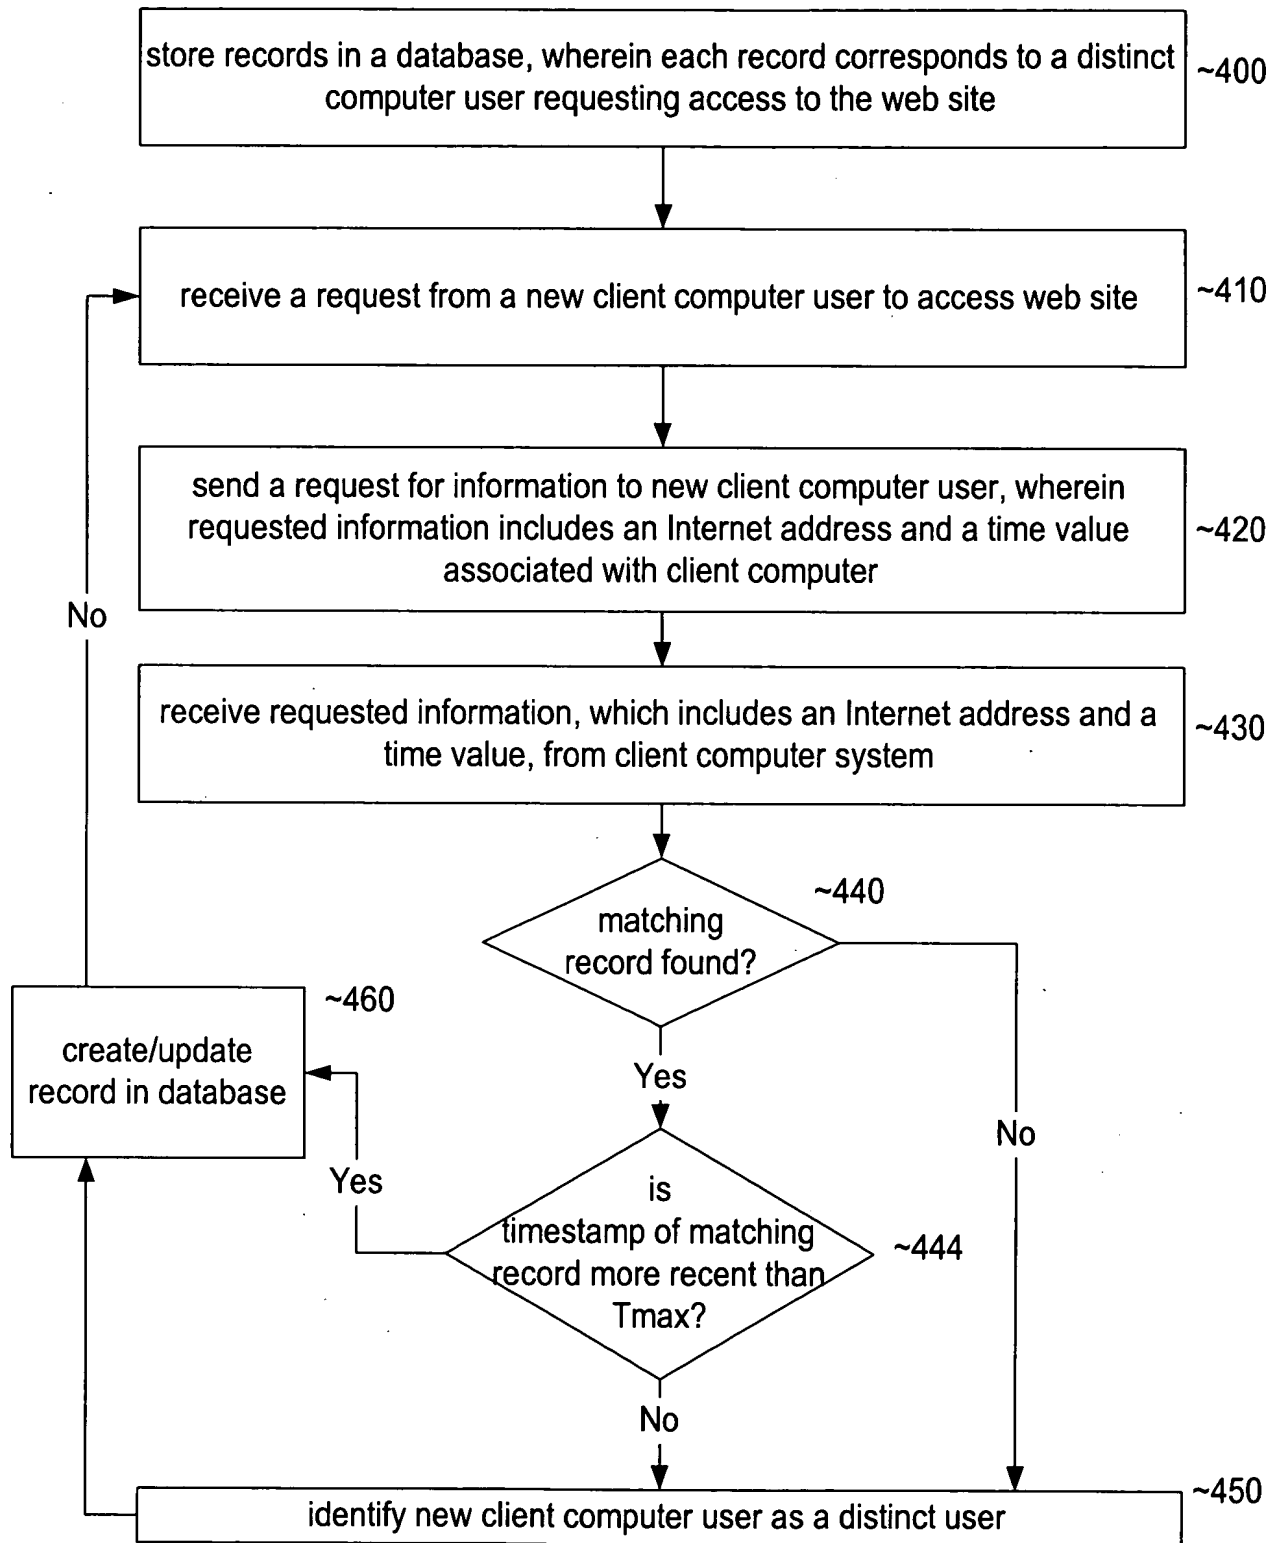 store records in a database, wherein each record corresponds to a distinct
computer user requesting access to the web site
~400
receive a request from a new client computer user to access web site
~410
send a request for information to new client computer user, wherein
requested information includes an Internet address and a time value
associated with client computer
~420
No
receive requested information, which includes an Internet address and a
time value, from client computer system
~430
~440
matching
record found?
~460
create/update
record in database
Yes
No
Yes
is
timestamp of matching
record more recent than
Tmax?
~444
No
~450
identify new client computer user as a distinct user